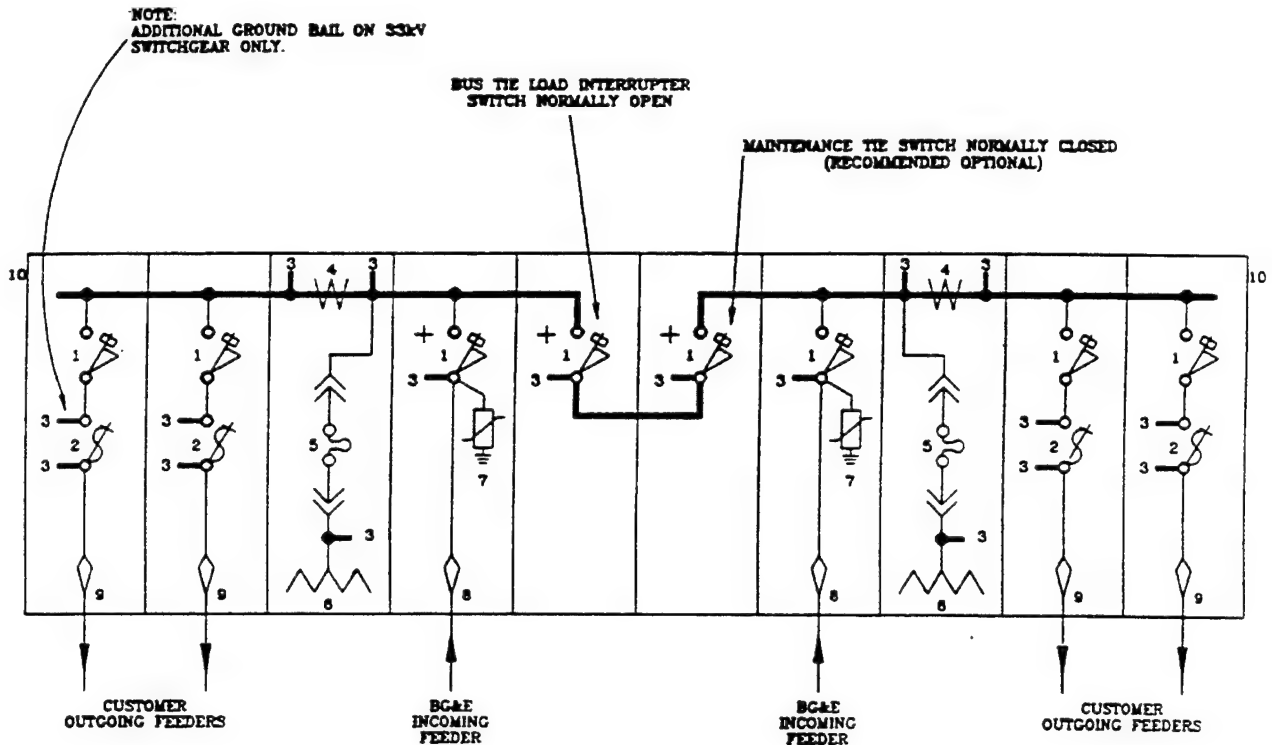 NOTE:
ADDITIONAL GROUND BAIL ON 33kV
SWITCHGEAR ONLY.
BUS TIE LOAD INTERRUPTER
SWITCH NORMALLY OPEN
MAINTENANCE TIE SWITCH NORMALLY CLOSED
(RECOMMENDED OPTIONAL)
10 3 4 3 3 4 3 10
+ + +
1 1 1 1 1 1 1 1
3 3 3 3
3 3 3 3
2 2 5 5 2 2
3 3 3 3
7 7
3 3
9 9 6 8 8 6 9 9
CUSTOMER
OUTGOING FEEDERS
BG&E
INCOMING
FEEDER
BG&E
INCOMING
FEEDER
CUSTOMER
OUTGOING FEEDERS